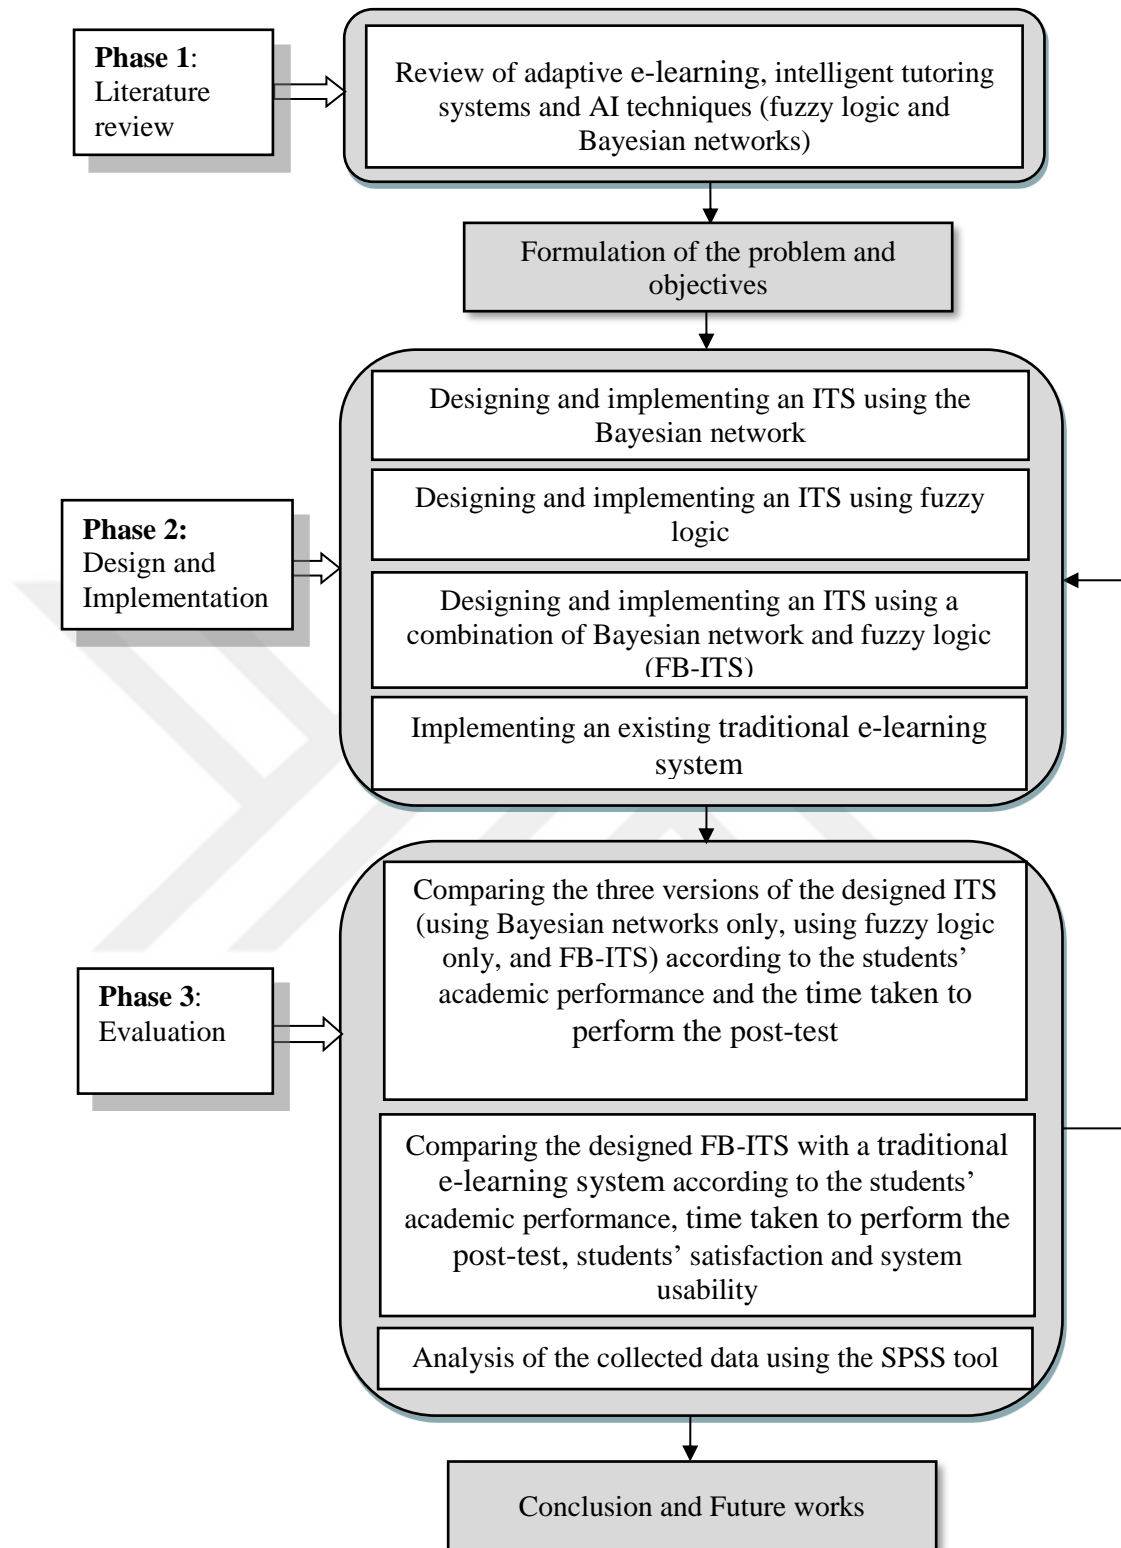 Phase 1:
Literature
review
Review of adaptive e-learning, intelligent tutoring
systems and AI techniques (fuzzy logic and
Bayesian networks)
Formulation of the problem and
objectives
Designing and implementing an ITS using the
Bayesian network
Designing and implementing an ITS using fuzzy
logic
Phase 2:
Design and
Implementation
Designing and implementing an ITS using a
combination of Bayesian network and fuzzy logic
(FB-ITS)
Implementing an existing traditional e-learning
system
Comparing the three versions of the designed ITS
(using Bayesian networks only, using fuzzy logic
only, and FB-ITS) according to the students’
academic performance and the time taken to
perform the post-test
Phase 3:
Evaluation
Comparing the designed FB-ITS with a traditional
e-learning system according to the students’
academic performance, time taken to perform the
post-test, students’ satisfaction and system
usability
Analysis of the collected data using the SPSS tool
Conclusion and Future works